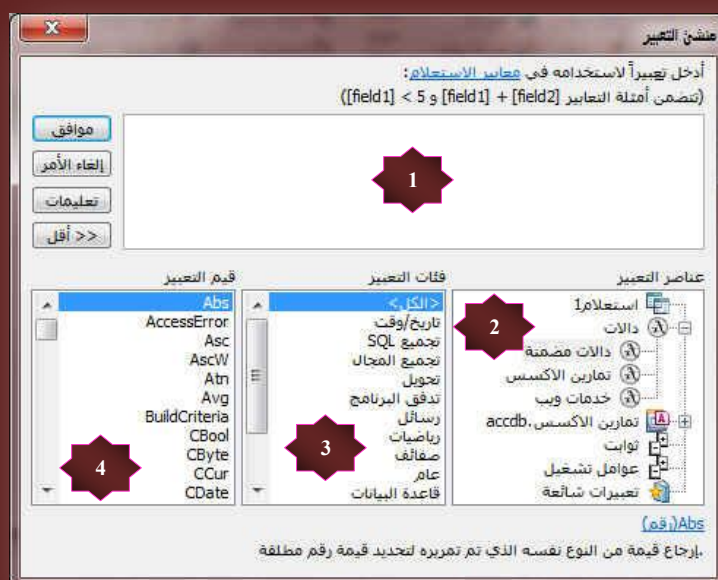 منشئ التعبير
أدخل تعبيراً لاستخدامه في معايير الاستعلام:
(تتضمن أمثلة التعابير [field1] + [field2] و [field1] < 5)
موافق
إلغاء الأمر
تعليمات
<< أقل
1
عناصر التعبير
استعلام1
دالات
دالات مضمنة
تمارين الاكسس
خدمات ويب
تمارين الاكسس.accdb
ثوابت
عوامل تشغيل
تعبيرات شائعة
2
فئات التعبير
<الكل>
تاريخ/وقت
تجميع SQL
تجميع المجال
تحويل
تدفق البرنامج
رسائل
رياضيات
صفائف
عام
قاعدة البيانات
3
قيم التعبير
Abs
AccessError
Asc
AscW
Atn
Avg
BuildCriteria
CBool
CByte
CCur
CDate
4
Abs(رقم)
إرجاع قيمة من النوع نفسه الذي تم تمريره لتحديد قيمة رقم مطلقة.